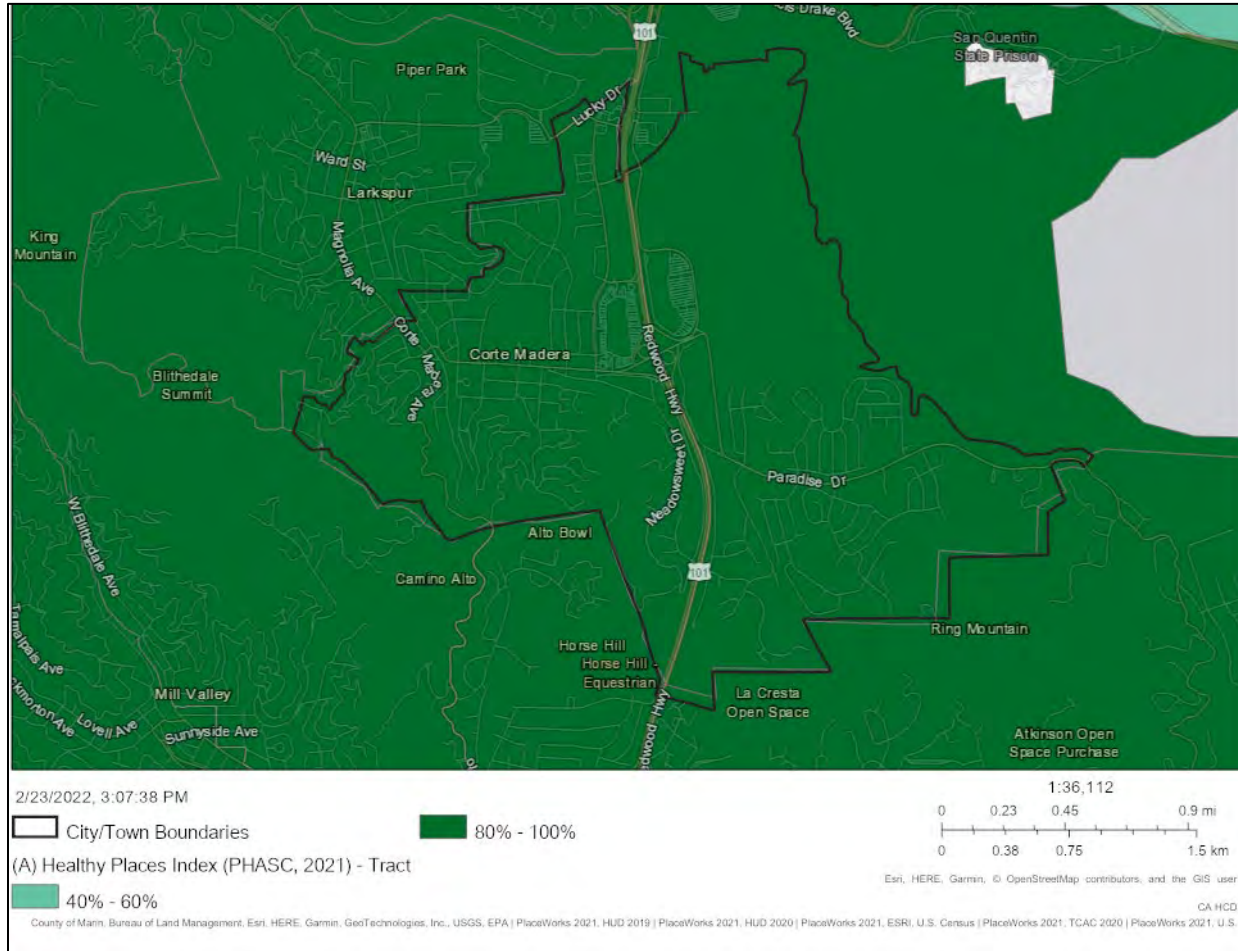 101
is Drake Blvd
San Quentin
State Prison
Piper Park
Lucky Dr
Ward St
Larkspur
King
Mountain
Magnolia Ave
Corte Madera Ave
Corte Madera
Redwood Hwy
Blithedale
Summit
Meadowsweet Dr
Paradise Dr
W Blithedale Ave
Alto Bowl
Camino Alto
101
Ring Mountain
Horse Hill
Horse Hill -
Equestrian
La Cresta
Open Space
Tamalpais Ave
ckmorton Ave
Lovell Ave
Mill Valley
Sunnyside Ave
edwood Hwy
Atkinson Open
Space Purchase
2/23/2022, 3:07:38 PM
City/Town Boundaries
80% - 100%
(A) Healthy Places Index (PHASC, 2021) - Tract
40% - 60%
1:36,112
0 0.23 0.45 0.9 mi
0 0.38 0.75 1.5 km
Esri, HERE, Garmin, © OpenStreetMap contributors, and the GIS user
CA HCD
County of Marin, Bureau of Land Management, Esri, HERE, Garmin, GeoTechnologies, Inc., USGS, EPA | PlaceWorks 2021, HUD 2019 | PlaceWorks 2021, HUD 2020 | PlaceWorks 2021, ESRI, U.S. Census | PlaceWorks 2021, TCAC 2020 | PlaceWorks 2021, U.S.